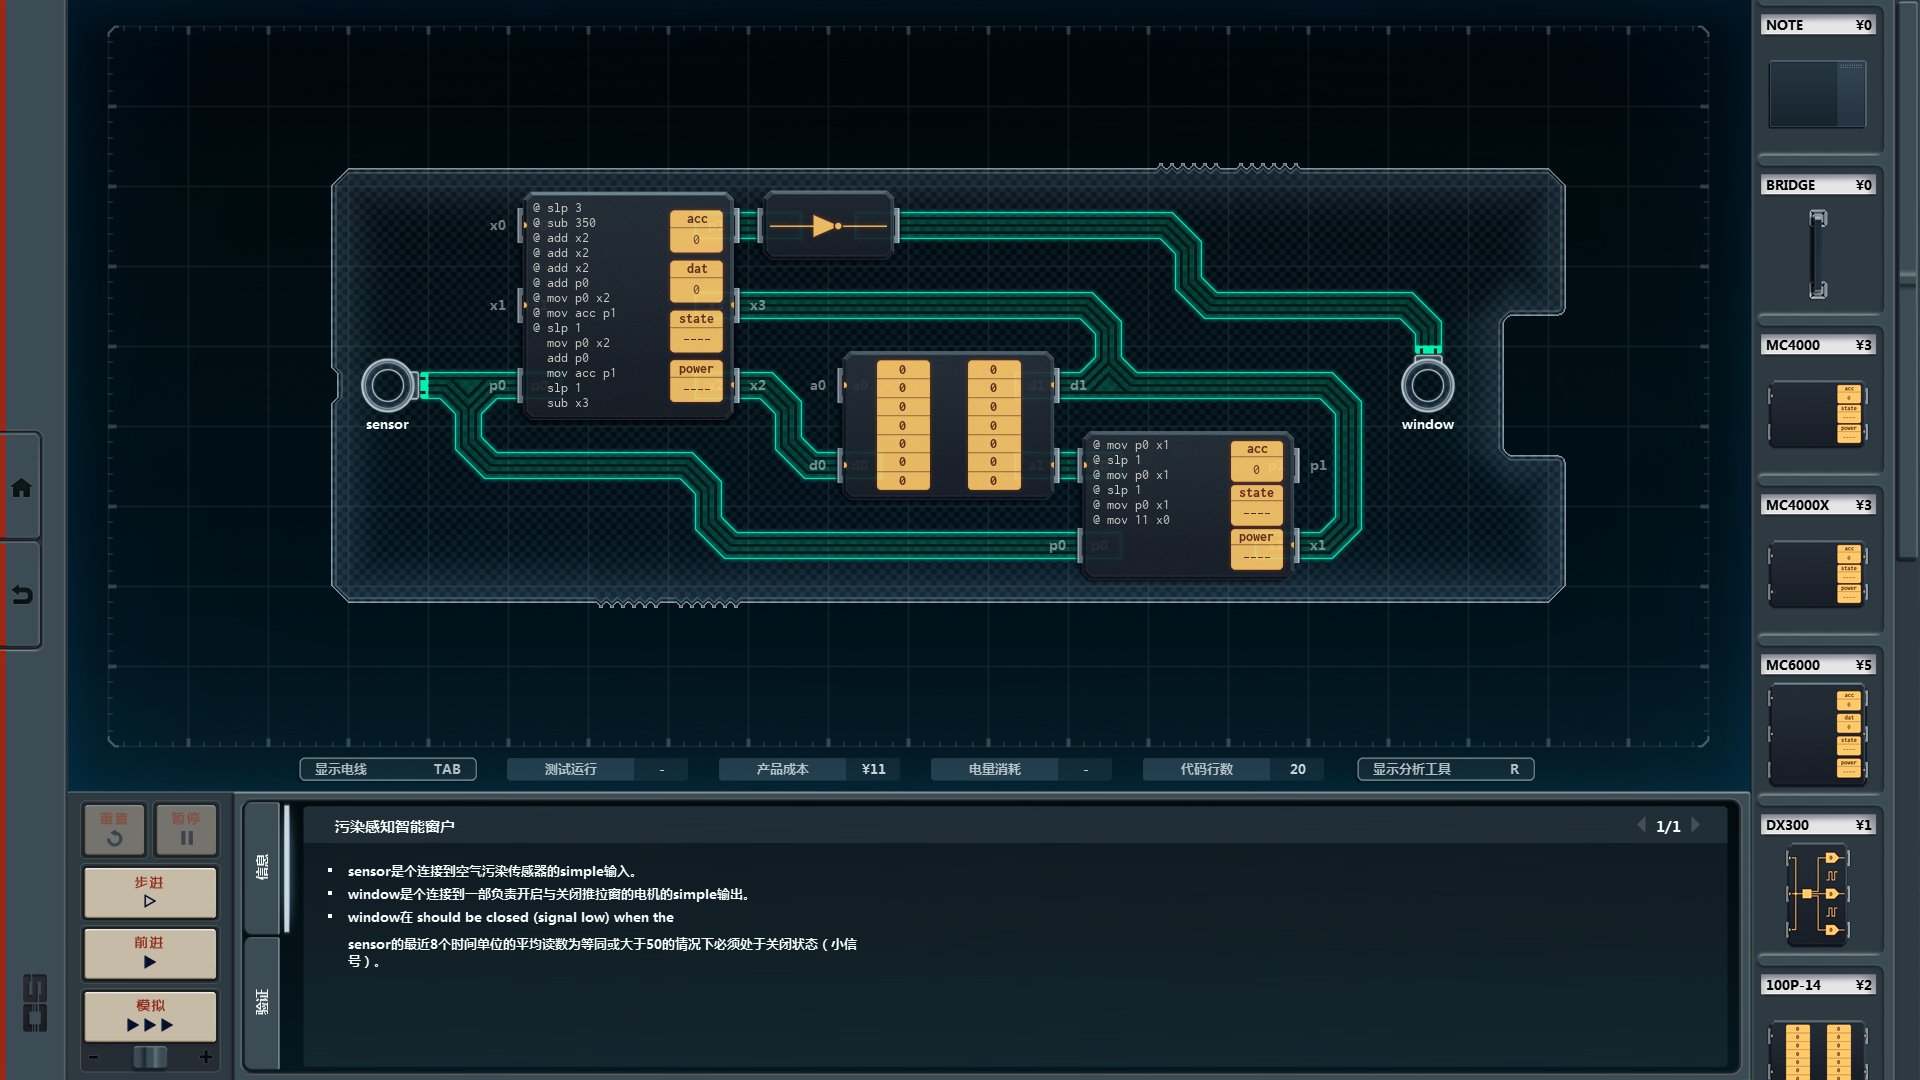 NOTE ¥0
BRIDGE ¥0
MC4000 ¥3
acc
state
power
MC4000X ¥3
acc
state
power
MC6000 ¥5
acc
dat
state
power
DX300 ¥1
100P-14 ¥2
x0
x1
p0
x3
x2
@ slp 3
@ sub 350
@ add x2
@ add x2
@ add x2
@ add p0
@ mov p0 x2
@ mov acc p1
@ slp 1
mov p0 x2
add p0
mov acc p1
slp 1
sub x3
acc
0
dat
0
state
----
power
----
sensor
window
a0
d0
d1
a1
0 0
0 0
0 0
0 0
0 0
0 0
0 0
@ mov p0 x1
@ slp 1
@ mov p0 x1
@ slp 1
@ mov p0 x1
@ mov 11 x0
acc
0
state
----
power
----
p1
p0
x1
显示电线 TAB
测试运行 -
产品成本 ¥11
电量消耗 -
代码行数 20
显示分析工具 R
重置
暂停
步进
前进
模拟
- +
信息
验证
污染感知智能窗户
1/1
▪ sensor是个连接到空气污染传感器的simple输入。
▪ window是个连接到一部负责开启与关闭推拉窗的电机的simple输出。
▪ window在 should be closed (signal low) when the
sensor的最近8个时间单位的平均读数为等同或大于50的情况下必须处于关闭状态（小信
号）。